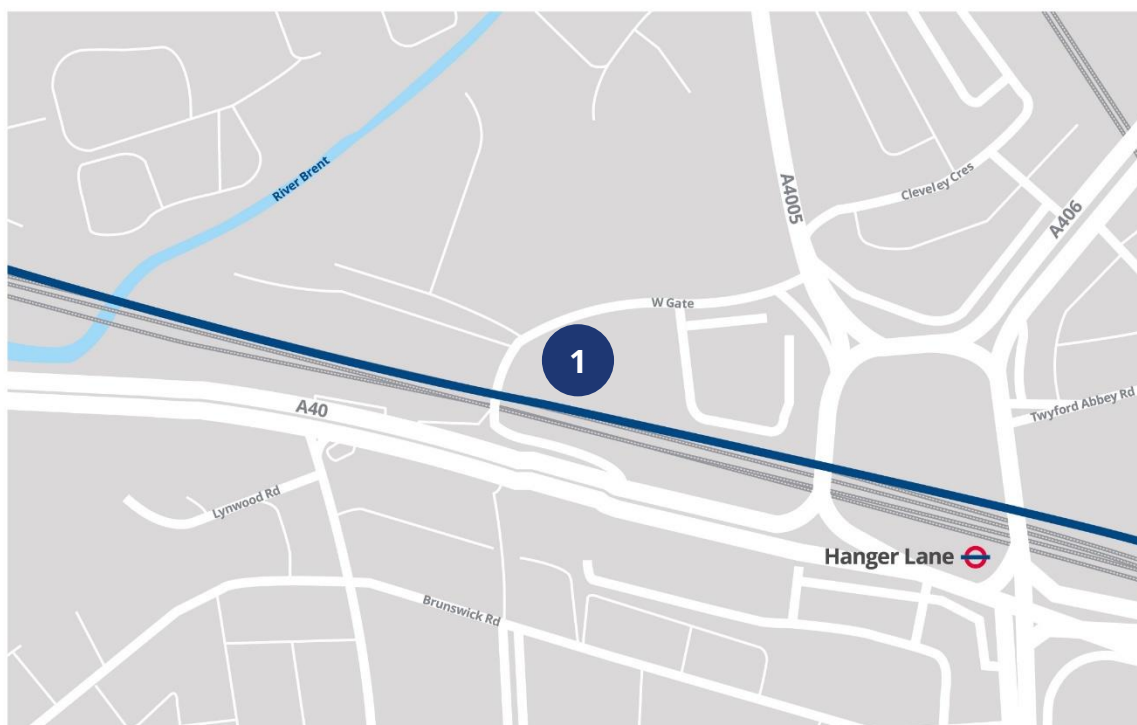 River Brent
A4005
Cleveley Cres
A406
W Gate
1
A40
Twyford Abbey Rd
Lynwood Rd
Hanger Lane
Brunswick Rd